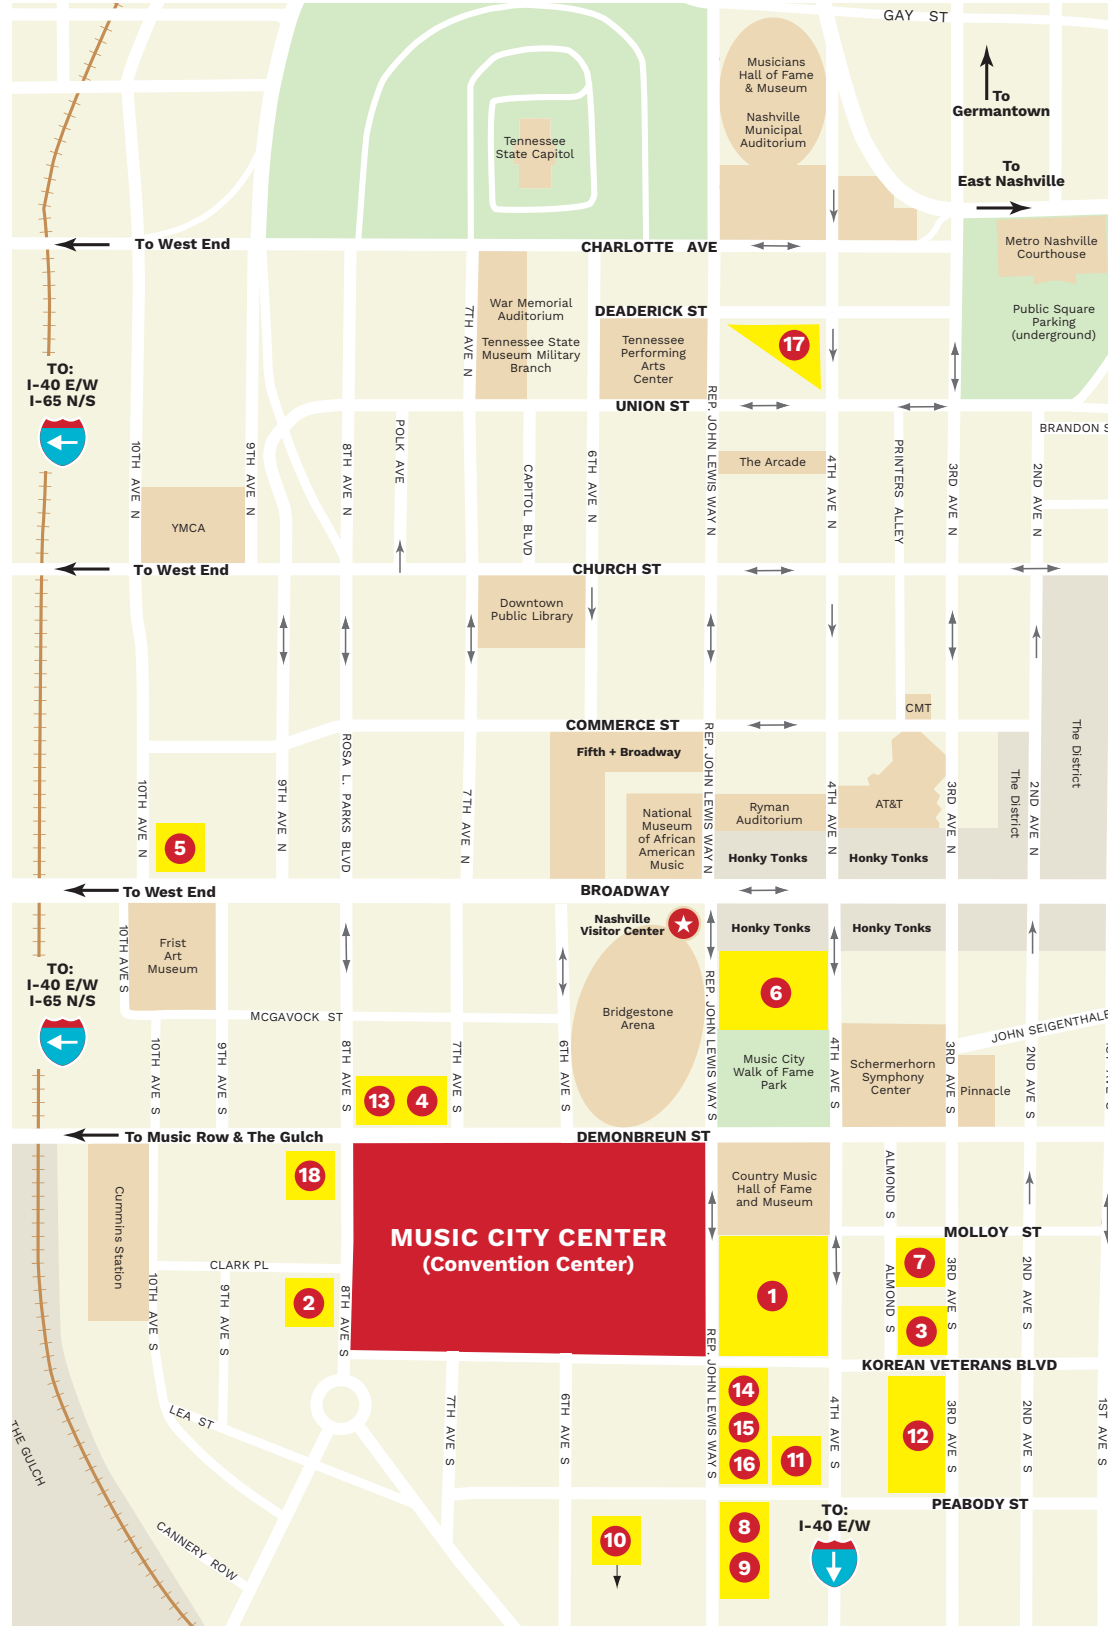 GAY ST
Musicians
Hall of Fame
& Museum
Nashville
Municipal
Auditorium
To
Germantown
Tennessee
State Capitol
To
East Nashville
To West End
CHARLOTTE AVE
Metro Nashville
Courthouse
War Memorial
Auditorium
Tennessee State
Museum Military
Branch
7TH AVE N
DEADERICK ST
Tennessee
Performing
Arts
Center
17
Public Square
Parking
(underground)
TO:
I-40 E/W
I-65 N/S
UNION ST
REP. JOHN LEWIS WAY N
BRANDON S
10TH AVE N
9TH AVE N
8TH AVE N
POLK AVE
CAPITOL BLVD
6TH AVE N
The Arcade
4TH AVE N
PRINTERS ALLEY
3RD AVE N
2ND AVE N
YMCA
To West End
CHURCH ST
Downtown
Public Library
CMT
COMMERCE ST
Fifth + Broadway
ROSA L. PARKS BLVD
REP. JOHN LEWIS WAY N
The District
The District
10TH AVE N
9TH AVE N
7TH AVE N
National
Museum
of African
American
Music
Ryman
Auditorium
4TH AVE N
AT&T
3RD AVE N
2ND AVE N
5
Honky Tonks
Honky Tonks
To West End
BROADWAY
Nashville
Visitor Center
Honky Tonks
Honky Tonks
10TH AVE S
Frist
Art
Museum
TO:
I-40 E/W
I-65 N/S
6
MCGAVOCK ST
Bridgestone
Arena
REP. JOHN LEWIS WAY S
JOHN SEIGENTHALE
10TH AVE S
9TH AVE S
8TH AVE S
7TH AVE S
6TH AVE S
Music City
Walk of Fame
Park
4TH AVE S
Schermerhorn
Symphony
Center
3RD AVE S
Pinnacle
2ND AVE S
13
4
To Music Row & The Gulch
DEMONBREUN ST
18
Cummins Station
Country Music
Hall of Fame
and Museum
ALMOND S
MUSIC CITY CENTER
(Convention Center)
MOLLOY ST
CLARK PL
7
10TH AVE S
9TH AVE S
2
8TH AVE S
1
ALMOND S
3RD AVE S
2ND AVE S
3
REP. JOHN LEWIS WAY S
KOREAN VETERANS BLVD
14
15
16
11
4TH AVE S
12
3RD AVE S
2ND AVE S
1ST AVE S
LEA ST
7TH AVE S
6TH AVE S
THE GULCH
PEABODY ST
CANNERY ROW
10
8
9
TO:
I-40 E/W